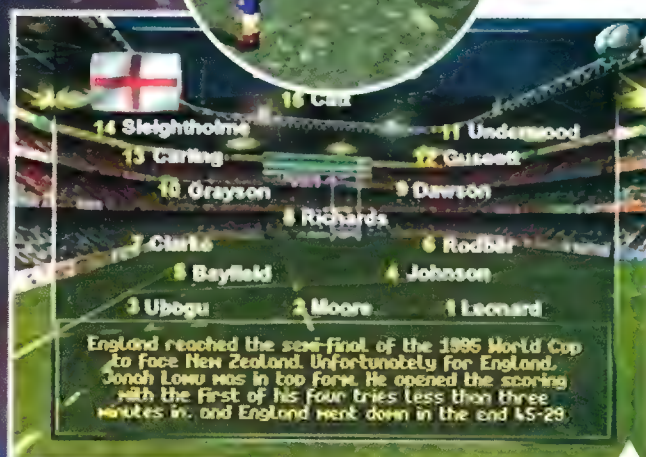 Catt
14 Sleightholme 11 Underwood
13 Carling 12 Guscott
10 Grayson 9 Dawson
8 Richards
7 Clarke 6 Rodber
5 Bayfield 4 Johnson
3 Ubogu 2 Moore 1 Leonard
England reached the semi-final of the 1995 World Cup
to face New Zealand. Unfortunately for England,
Jonah Lomu was in top form. He opened the scoring
with the first of his four tries less than three
minutes in, and England went down in the end 45-29